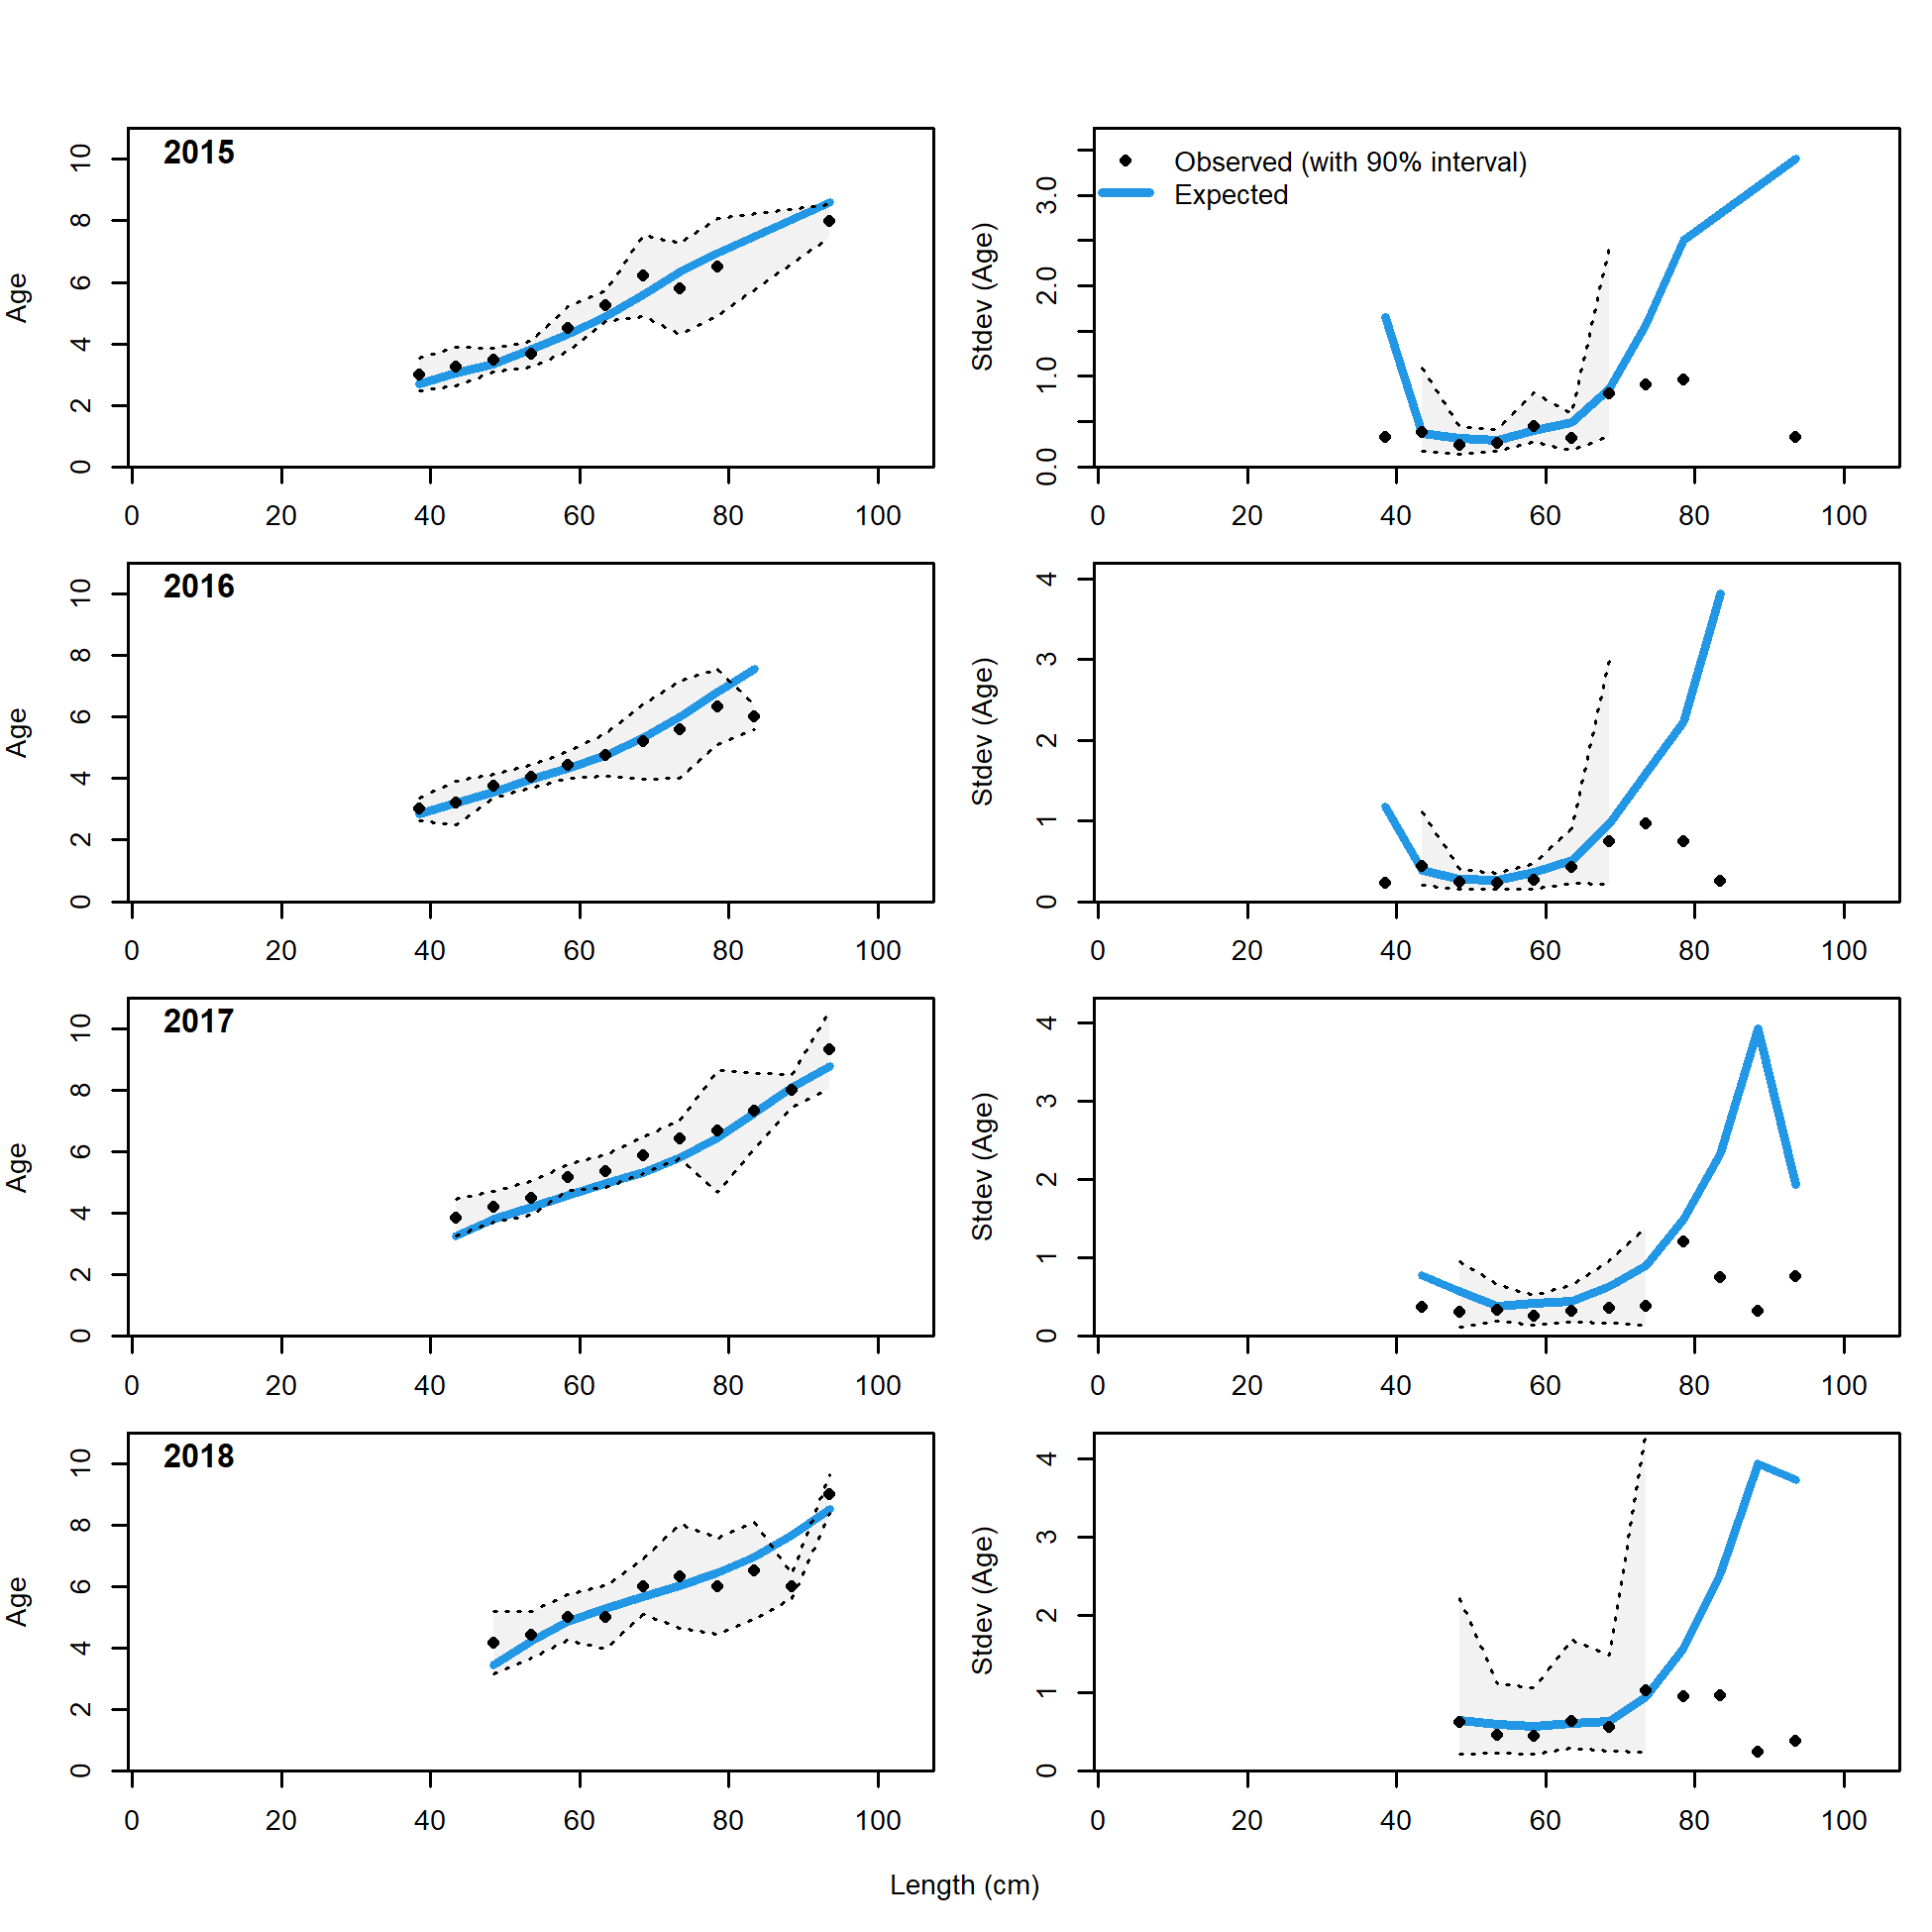 2015
Age
0 2 4 6 8 10
0 20 40 60 80 100
Observed (with 90% interval)
Expected
Stdev (Age)
0.0 1.0 2.0 3.0
0 20 40 60 80 100
2016
Age
0 2 4 6 8 10
0 20 40 60 80 100
Stdev (Age)
0 1 2 3 4
0 20 40 60 80 100
2017
Age
0 2 4 6 8 10
0 20 40 60 80 100
Stdev (Age)
0 1 2 3 4
0 20 40 60 80 100
2018
Age
0 2 4 6 8 10
0 20 40 60 80 100
Stdev (Age)
0 1 2 3 4
0 20 40 60 80 100
Length (cm)